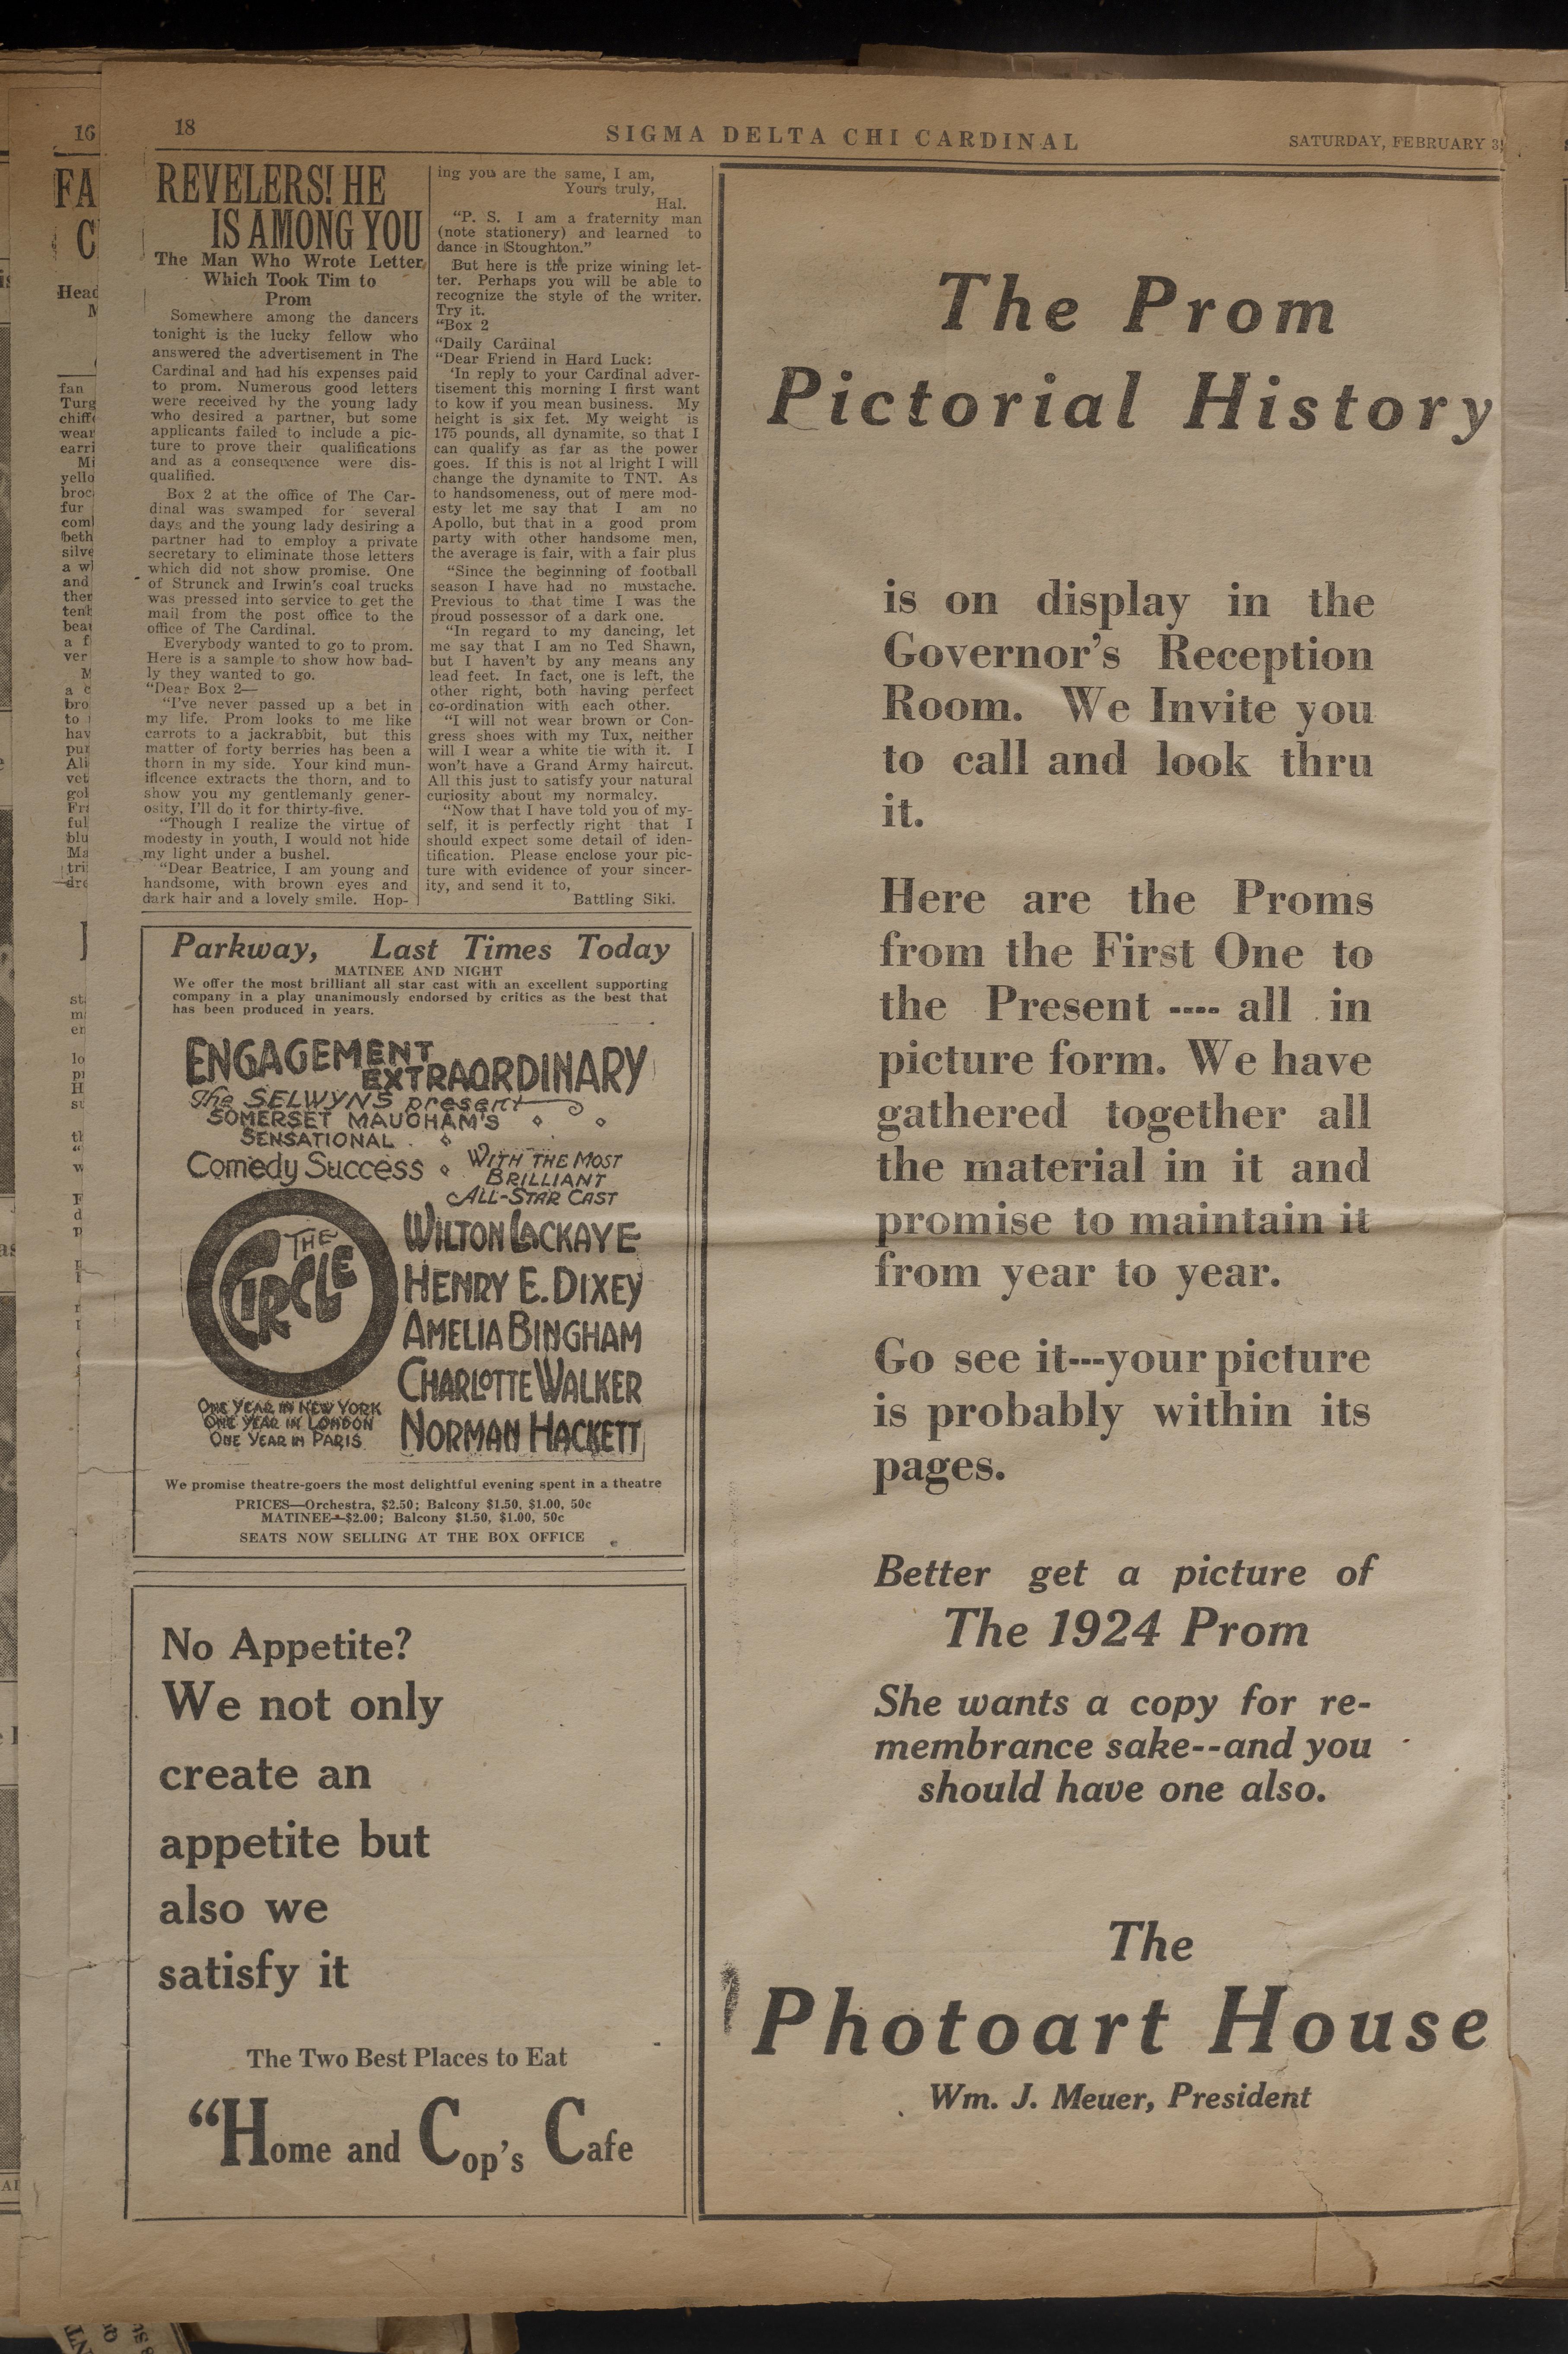 18
SIGMA DELTA CHI CARDINAL
SATURDAY, FEBRUARY 3
REVELERS! HE
IS AMONG YOU
The Man Who Wrote Letter
Which Took Tim to
Prom
Somewhere among the dancers
tonight is the lucky fellow who
answered the advertisement in The
Cardinal and had his expenses paid
to prom. Numerous good letters
were received by the young lady
who desired a partner, but some
applicants failed to include a pic-
ture to prove their qualifications
and as a consequence were dis-
qualified.
Box 2 at the office of The Car-
dinal was swamped for several
days and the young lady desiring a
partner had to employ a private
secretary to eliminate those letters
which did not show promise. One
of Strunck and Irwin's coal trucks
was pressed into service to get the
mail from the post office to the
office of The Cardinal.
Everybody wanted to go to prom.
Here is a sample to show how bad-
ly they wanted to go.
"Dear Box 2—
"I've never passed up a bet in
my life. Prom looks to me like
carrots to a jackrabbit, but this
matter of forty berries has been a
thorn in my side. Your kind mun-
ificence extracts the thorn, and to
show you my gentlemanly gener-
osity, I'll do it for thirty-five.
"Though I realize the virtue of
modesty in youth, I would not hide
my light under a bushel.
"Dear Beatrice, I am young and
handsome, with brown eyes and
dark hair and a lovely smile. Hop-
ing you are the same, I am,
Yours truly,
Hal.
"P. S. I am a fraternity man
(note stationery) and learned to
dance in Stoughton."
But here is the prize wining let-
ter. Perhaps you will be able to
recognize the style of the writer.
Try it.
"Box 2
"Daily Cardinal
"Dear Friend in Hard Luck:
'In reply to your Cardinal adver-
tisement this morning I first want
to kow if you mean business. My
height is six fet. My weight is
175 pounds, all dynamite, so that I
can qualify as far as the power
goes. If this is not al lright I will
change the dynamite to TNT. As
to handsomeness, out of mere mod-
esty let me say that I am no
Apollo, but that in a good prom
party with other handsome men,
the average is fair, with a fair plus
"Since the beginning of football
season I have had no mustache.
Previous to that time I was the
proud possessor of a dark one.
"In regard to my dancing, let
me say that I am no Ted Shawn,
but I haven't by any means any
lead feet. In fact, one is left, the
other right, both having perfect
co-ordination with each other.
"I will not wear brown or Con-
gress shoes with my Tux, neither
will I wear a white tie with it. I
won't have a Grand Army haircut.
All this just to satisfy your natural
curiosity about my normalcy.
"Now that I have told you of my-
self, it is perfectly right that I
should expect some detail of iden-
tification. Please enclose your pic-
ture with evidence of your sincer-
ity, and send it to,
Battling Siki.
Parkway, Last Times Today
MATINEE AND NIGHT
We offer the most brilliant all star cast with an excellent supporting
company in a play unanimously endorsed by critics as the best that
has been produced in years.
ENGAGEMENT
EXTRAORDINARY
The SELWYNS present
SOMERSET MAUGHAM'S
SENSATIONAL
Comedy Success
WITH THE MOST
BRILLIANT
ALL-STAR CAST
THE
CIRCLE
WILTON LACKAYE
HENRY E. DIXEY
AMELIA BINGHAM
CHARLOTTE WALKER
NORMAN HACKETT
ONE YEAR IN NEW YORK
ONE YEAR IN LONDON
ONE YEAR IN PARIS
We promise theatre-goers the most delightful evening spent in a theatre
PRICES—Orchestra, $2.50; Balcony $1.50, $1.00, 50c
MATINEE—$2.00; Balcony $1.50, $1.00, 50c
SEATS NOW SELLING AT THE BOX OFFICE
No Appetite?
We not only
create an
appetite but
also we
satisfy it
The Two Best Places to Eat
"Home and Cop's Cafe
The Prom
Pictorial History
is on display in the
Governor's Reception
Room. We Invite you
to call and look thru
it.
Here are the Proms
from the First One to
the Present ---- all in
picture form. We have
gathered together all
the material in it and
promise to maintain it
from year to year.
Go see it---your picture
is probably within its
pages.
Better get a picture of
The 1924 Prom
She wants a copy for re-
membrance sake--and you
should have one also.
The
Photoart House
Wm. J. Meuer, President